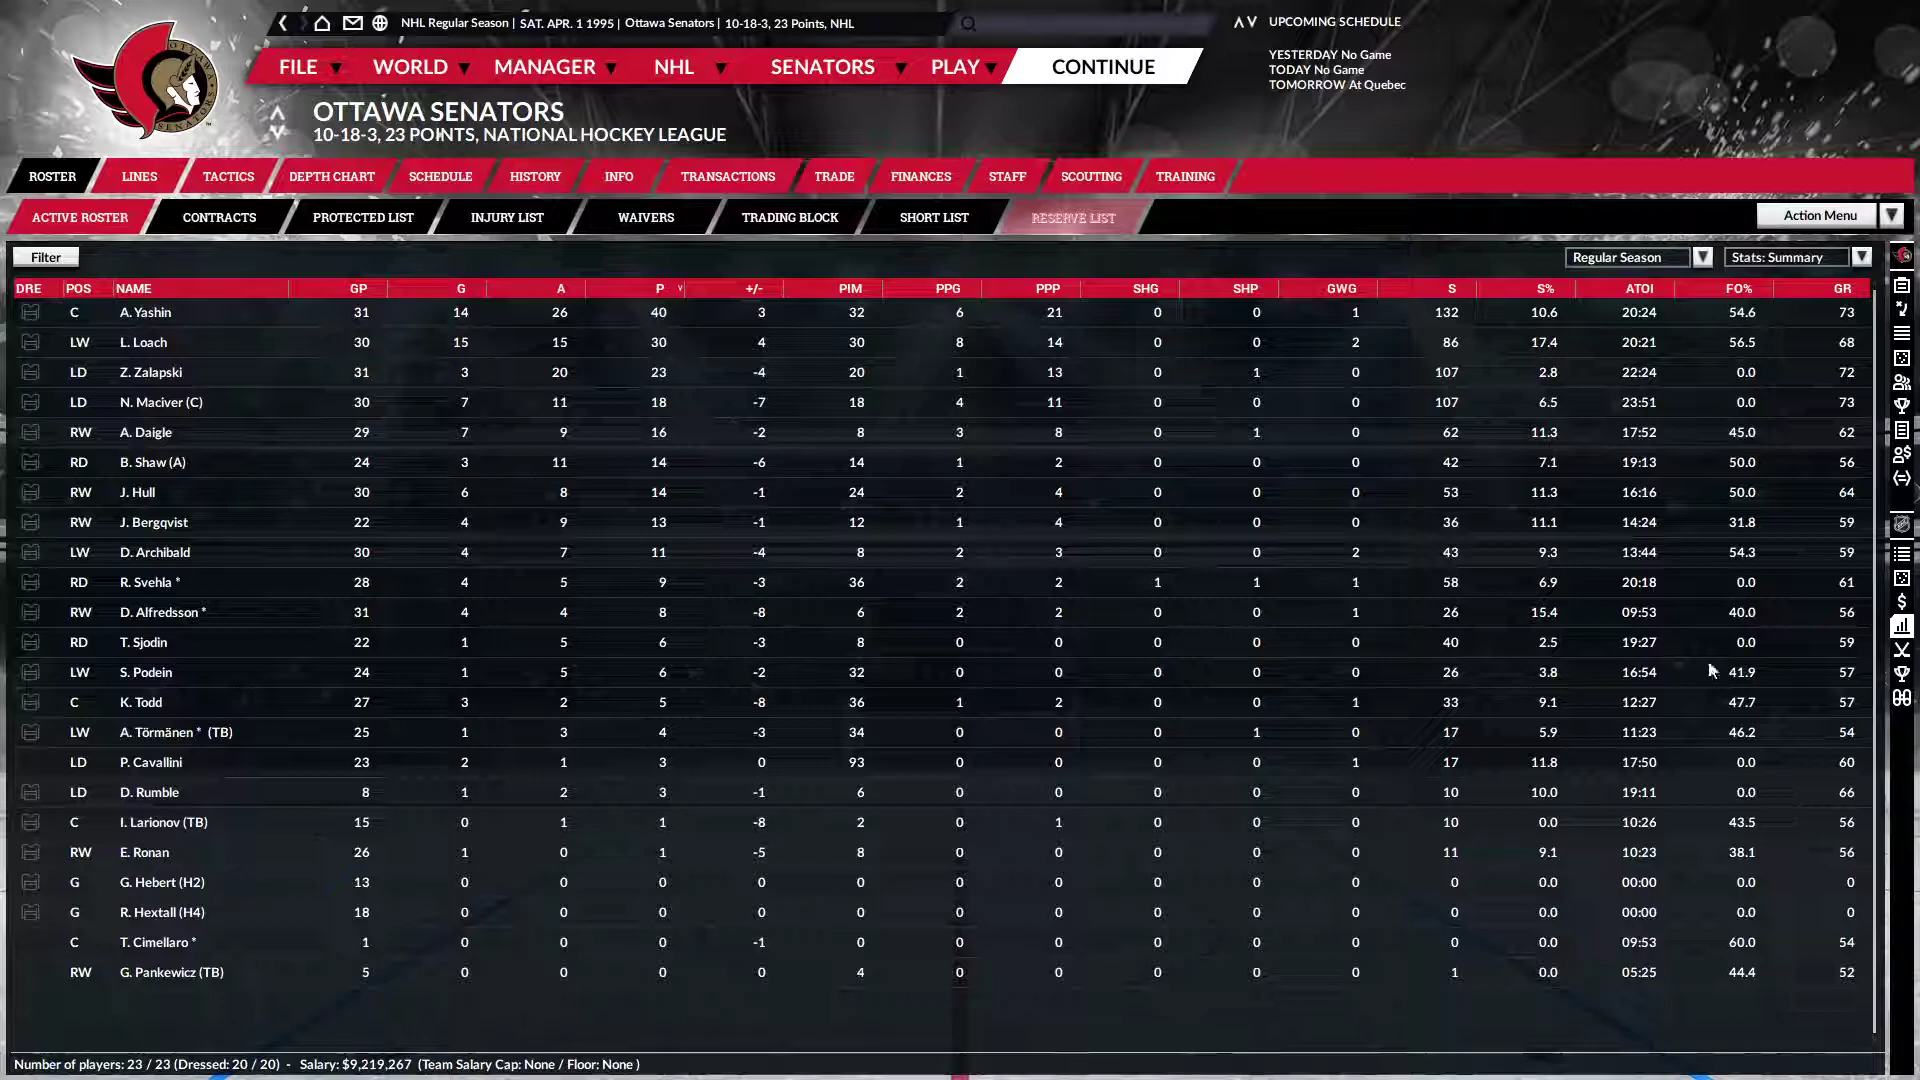 NHL Regular Season | SAT. APR. 1 1995 | Ottawa Senators | 10-18-3, 23 Points, NHL
UPCOMING SCHEDULE
YESTERDAY No Game
TODAY No Game
TOMORROW At Quebec
FILE WORLD MANAGER NHL SENATORS PLAY CONTINUE
OTTAWA SENATORS
10-18-3, 23 POINTS, NATIONAL HOCKEY LEAGUE
ROSTER LINES TACTICS DEPTH CHART SCHEDULE HISTORY INFO TRANSACTIONS TRADE FINANCES STAFF SCOUTING TRAINING
ACTIVE ROSTER CONTRACTS PROTECTED LIST INJURY LIST WAIVERS TRADING BLOCK SHORT LIST RESERVE LIST Action Menu
Filter Regular Season Stats: Summary
DRE POS NAME GP G A P +/- PIM PPG PPP SHG SHP GWG S S% ATOI FO% GR
C A. Yashin 31 14 26 40 3 32 6 21 0 0 1 132 10.6 20:24 54.6 73
LW L. Loach 30 15 15 30 4 30 8 14 0 0 2 86 17.4 20:21 56.5 68
LD Z. Zalapski 31 3 20 23 -4 20 1 13 0 1 0 107 2.8 22:24 0.0 72
LD N. Maciver (C) 30 7 11 18 -7 18 4 11 0 0 0 107 6.5 23:51 0.0 73
RW A. Daigle 29 7 9 16 -2 8 3 8 0 1 0 62 11.3 17:52 45.0 62
RD B. Shaw (A) 24 3 11 14 -6 14 1 2 0 0 0 42 7.1 19:13 50.0 56
RW J. Hull 30 6 8 14 -1 24 2 4 0 0 0 53 11.3 16:16 50.0 64
RW J. Bergqvist 22 4 9 13 -1 12 1 4 0 0 0 36 11.1 14:24 31.8 59
LW D. Archibald 30 4 7 11 -4 8 2 3 0 0 2 43 9.3 13:44 54.3 59
RD R. Svehla * 28 4 5 9 -3 36 2 2 1 1 1 58 6.9 20:18 0.0 61
RW D. Alfredsson * 31 4 4 8 -8 6 2 2 0 0 1 26 15.4 09:53 40.0 56
RD T. Sjodin 22 1 5 6 -3 8 0 0 0 0 0 40 2.5 19:27 0.0 59
LW S. Podein 24 1 5 6 -2 32 0 0 0 0 0 26 3.8 16:54 41.9 57
C K. Todd 27 3 2 5 -8 36 1 2 0 0 1 33 9.1 12:27 47.7 57
LW A. Törmänen * (TB) 25 1 3 4 -3 34 0 0 0 1 0 17 5.9 11:23 46.2 54
LD P. Cavallini 23 2 1 3 0 93 0 0 0 0 1 17 11.8 17:50 0.0 60
LD D. Rumble 8 1 2 3 -1 6 0 0 0 0 0 10 10.0 19:11 0.0 66
C I. Larionov (TB) 15 0 1 1 -8 2 0 1 0 0 0 10 0.0 10:26 43.5 56
RW E. Ronan 26 1 0 1 -5 8 0 0 0 0 0 11 9.1 10:23 38.1 56
G G. Hebert (H2) 13 0 0 0 0 0 0 0 0 0 0 0 0.0 00:00 0.0 0
G R. Hextall (H4) 18 0 0 0 0 0 0 0 0 0 0 0 0.0 00:00 0.0 0
C T. Cimellaro * 1 0 0 0 -1 0 0 0 0 0 0 0 0.0 09:53 60.0 54
RW G. Pankewicz (TB) 5 0 0 0 0 4 0 0 0 0 0 1 0.0 05:25 44.4 52
Number of players: 23 / 23 (Dressed: 20 / 20) - Salary: $9,219,267 (Team Salary Cap: None / Floor: None )